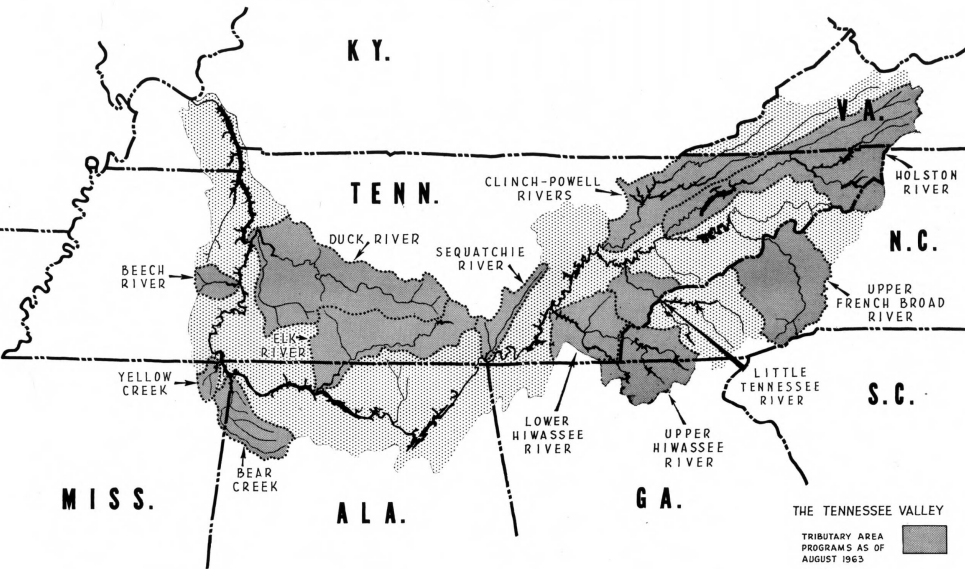 KY.
VA.
TENN.
CLINCH-POWELL
RIVERS
HOLSTON
RIVER
N.C.
DUCK RIVER
SEQUATCHIE
RIVER
BEECH
RIVER
UPPER
FRENCH BROAD
RIVER
ELK
RIVER
YELLOW
CREEK
LITTLE
TENNESSEE
RIVER
S.C.
LOWER
HIWASSEE
RIVER
UPPER
HIWASSEE
RIVER
BEAR
CREEK
MISS.
ALA.
GA.
THE TENNESSEE VALLEY
TRIBUTARY AREA
PROGRAMS AS OF
AUGUST 1963